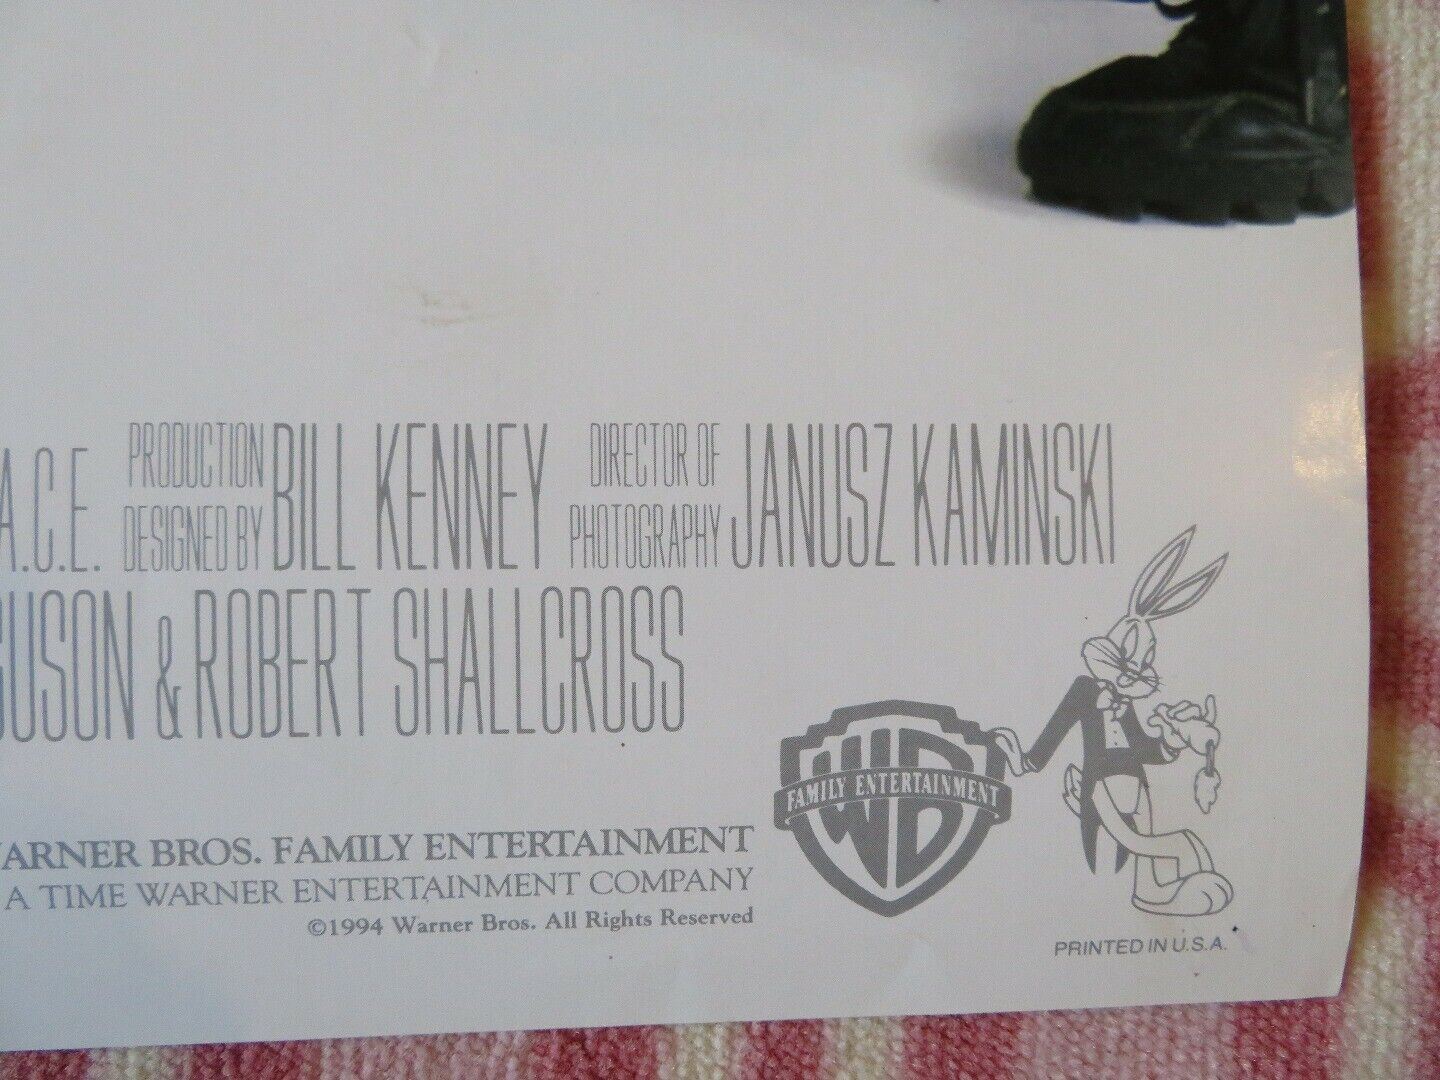 A.C.E. PRODUCTION DESIGNED BY BILL KENNEY DIRECTOR OF PHOTOGRAPHY JANUSZ KAMINSKI
GUSON & ROBERT SHALLCROSS
WB
FAMILY ENTERTAINMENT
WARNER BROS. FAMILY ENTERTAINMENT
A TIME WARNER ENTERTAINMENT COMPANY
©1994 Warner Bros. All Rights Reserved
PRINTED IN U.S.A.